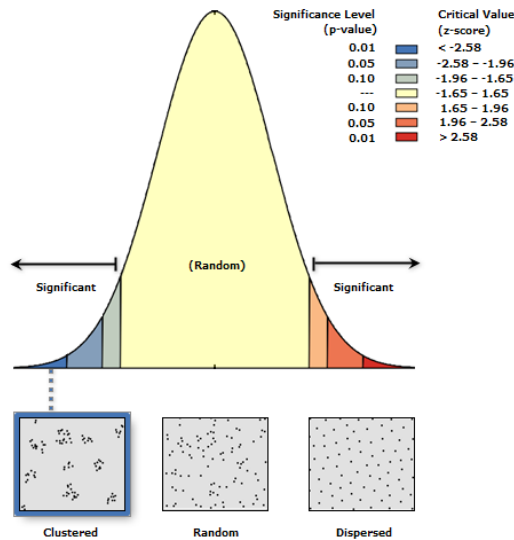 Significance Level Critical Value
(p-value) (z-score)
0.01 < -2.58
0.05 -2.58 – -1.96
0.10 -1.96 – -1.65
--- -1.65 – 1.65
0.10 1.65 – 1.96
0.05 1.96 – 2.58
0.01 > 2.58
(Random)
Significant Significant
Clustered Random Dispersed